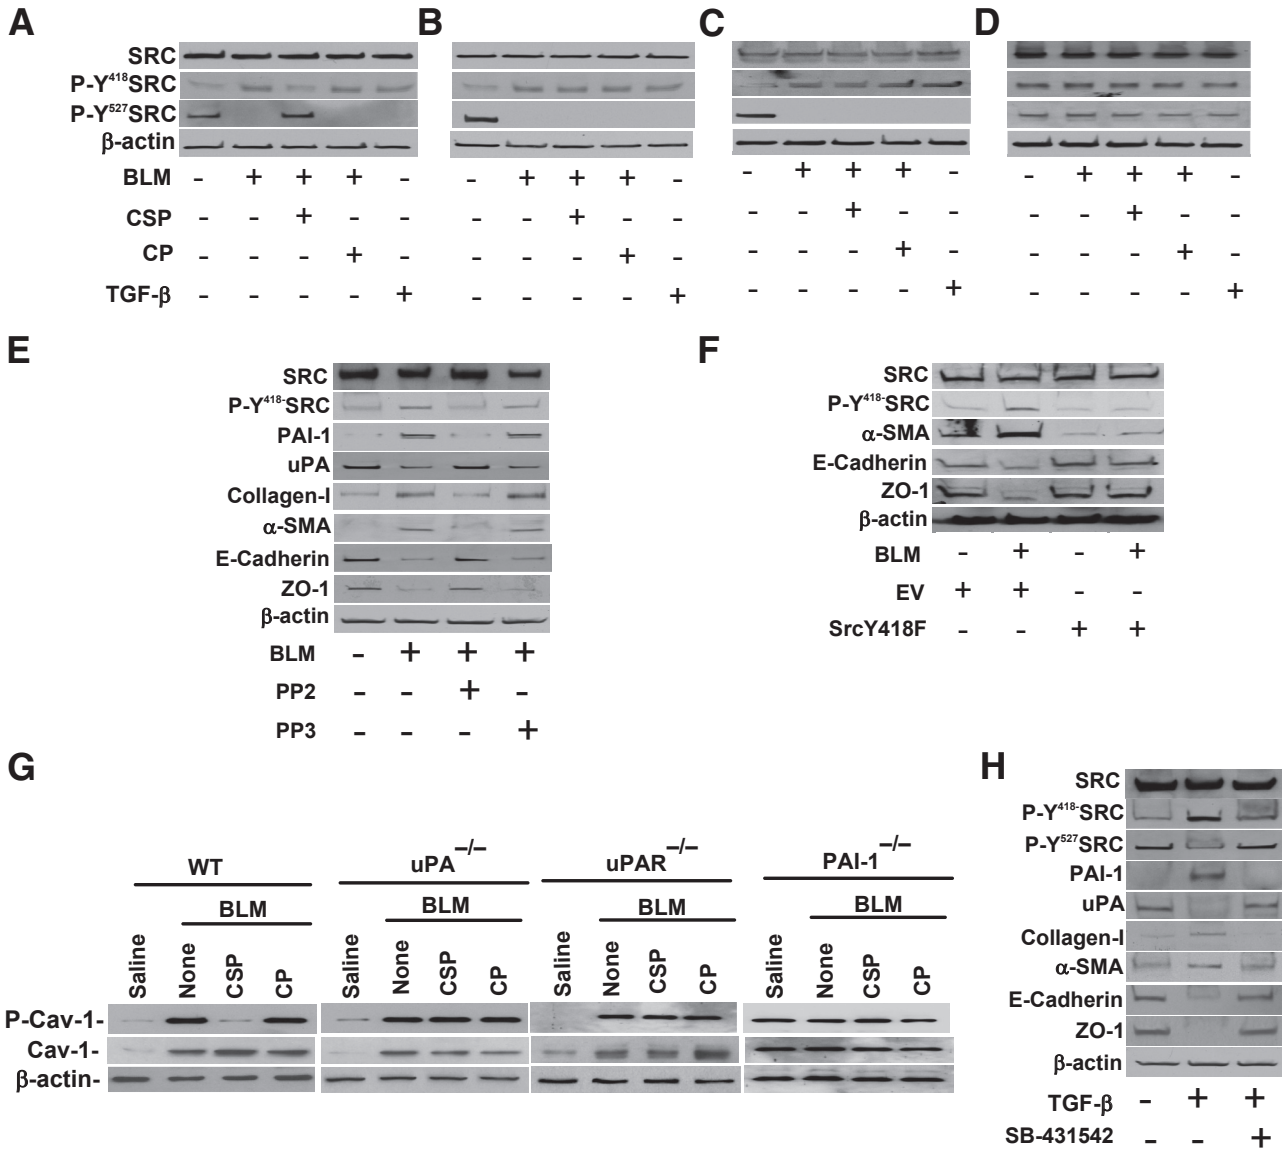 A B C D
SRC
P-Y⁴¹⁸SRC
P-Y⁵²⁷SRC
β-actin
BLM - + + + - - + + + - - + + + - - + + + -
CSP - - + - - - - + - - - - + - - - - + - -
CP - - - + - - - - + - - - - + - - - - + -
TGF-β - - - - + - - - - + - - - - + - - - - +
E
SRC
P-Y⁴¹⁸⁻SRC
PAI-1
uPA
Collagen-I
α-SMA
E-Cadherin
ZO-1
β-actin
BLM - + + +
PP2 - - + -
PP3 - - - +
F
SRC
P-Y⁴¹⁸⁻SRC
α-SMA
E-Cadherin
ZO-1
β-actin
BLM - + - +
EV + + - -
SrcY418F - - + +
G
WT uPA–/– uPAR–/– PAI-1–/–
BLM BLM BLM BLM
Saline None CSP CP Saline None CSP CP Saline None CSP CP Saline None CSP CP
P-Cav-1-
Cav-1-
β-actin-
H
SRC
P-Y⁴¹⁸⁻SRC
P-Y⁵²⁷SRC
PAI-1
uPA
Collagen-I
α-SMA
E-Cadherin
ZO-1
β-actin
TGF-β - + +
SB-431542 - - +